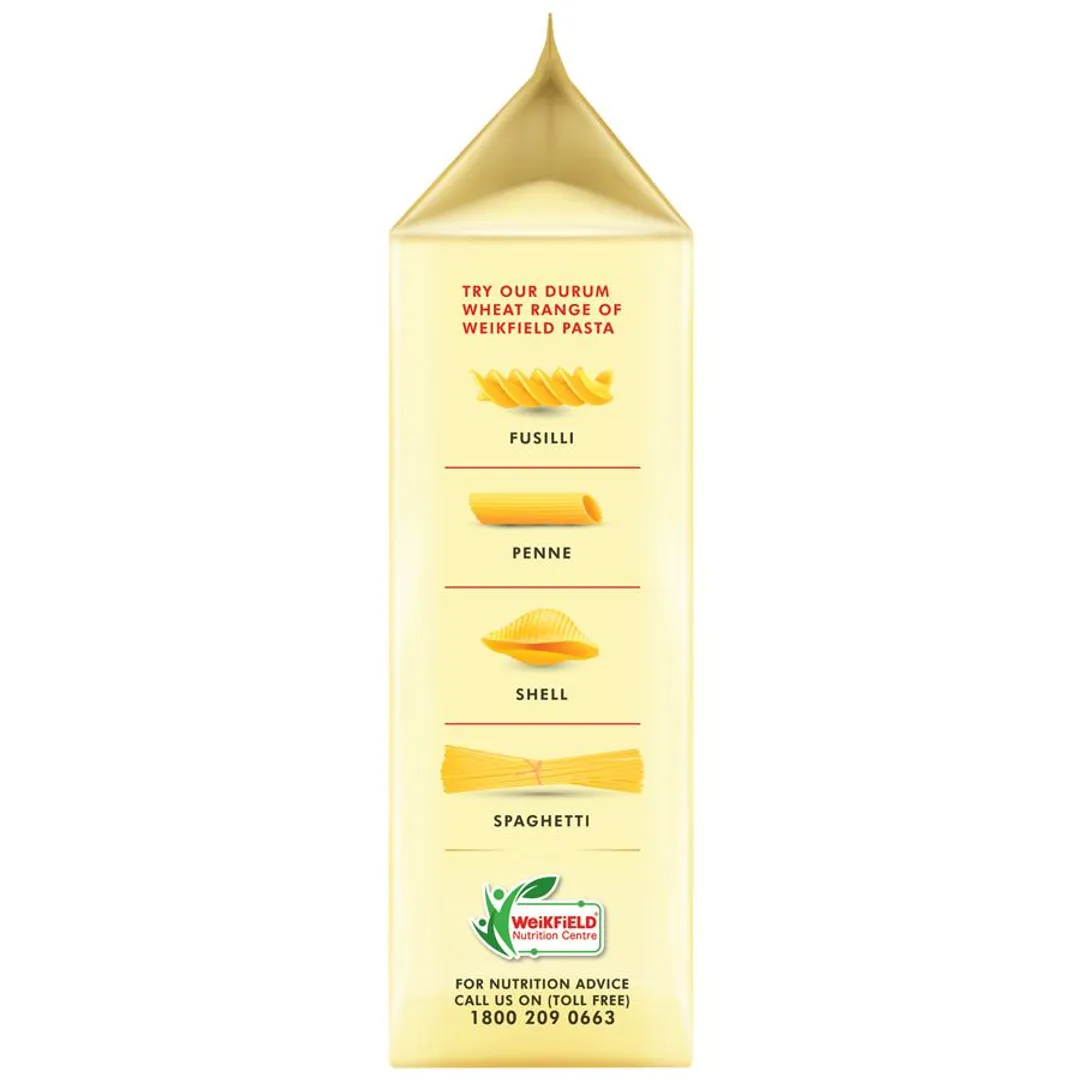 TRY OUR DURUM
WHEAT RANGE OF
WEIKFIELD PASTA
FUSILLI
PENNE
SHELL
SPAGHETTI
WEiKFiELD®
Nutrition Centre
FOR NUTRITION ADVICE
CALL US ON (TOLL FREE)
1800 209 0663